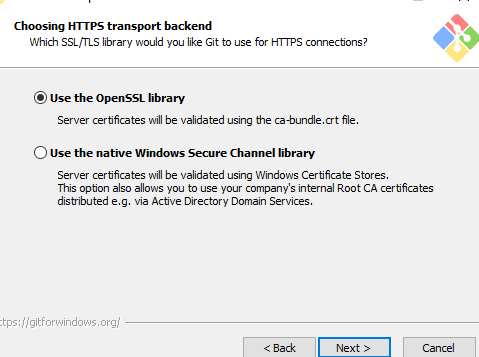 Choosing HTTPS transport backend
Which SSL/TLS library would you like Git to use for HTTPS connections?
Use the OpenSSL library
Server certificates will be validated using the ca-bundle.crt file.
Use the native Windows Secure Channel library
Server certificates will be validated using Windows Certificate Stores.
This option also allows you to use your company's internal Root CA certificates
distributed e.g. via Active Directory Domain Services.
ttps://gitforwindows.org/
< Back
Next >
Cancel